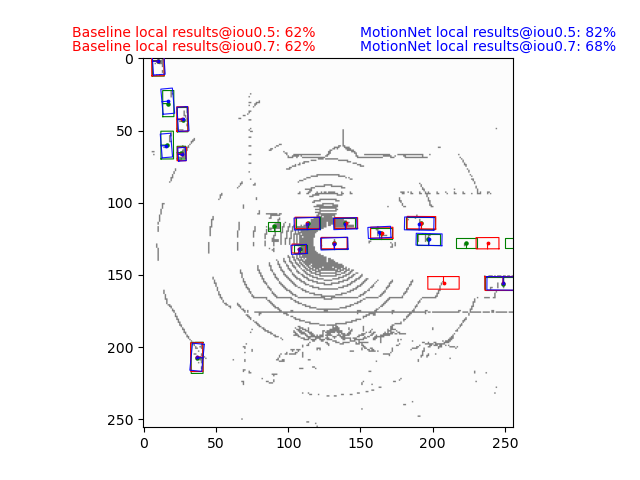 Baseline local results@iou0.5: 62%
MotionNet local results@iou0.5: 82%
Baseline local results@iou0.7: 62%
MotionNet local results@iou0.7: 68%
0
50
100
150
200
250
0 50 100 150 200 250